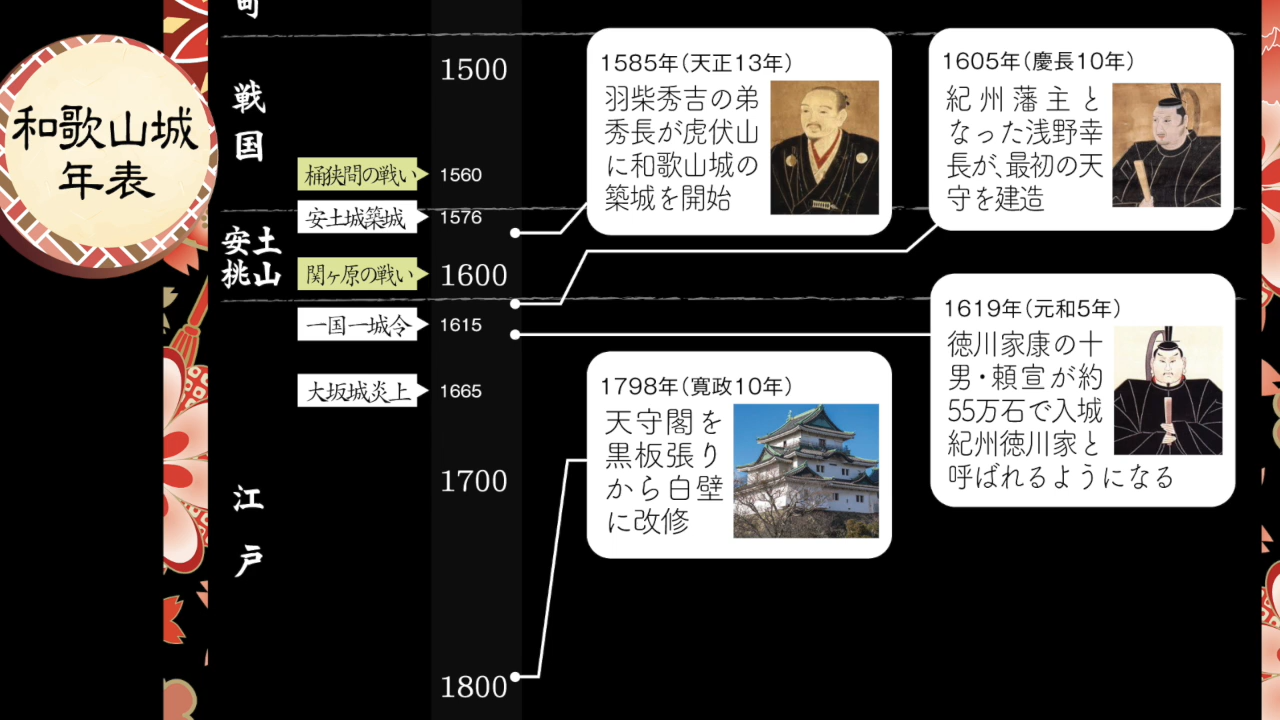 和歌山城
年表
町
戦国
安土
桃山
江戸
1500
桶狭間の戦い
1560
安土城築城
1576
関ヶ原の戦い
1600
一国一城令
1615
大坂城炎上
1665
1700
1800
1585年(天正13年)
羽柴秀吉の弟
秀長が虎伏山
に和歌山城の
築城を開始
1605年(慶長10年)
紀州藩主と
なった浅野幸
長が、最初の天
守を建造
1619年(元和5年)
徳川家康の十
男・頼宣が約
55万石で入城
紀州徳川家と
呼ばれるようになる
1798年(寛政10年)
天守閣を
黒板張り
から白壁
に改修